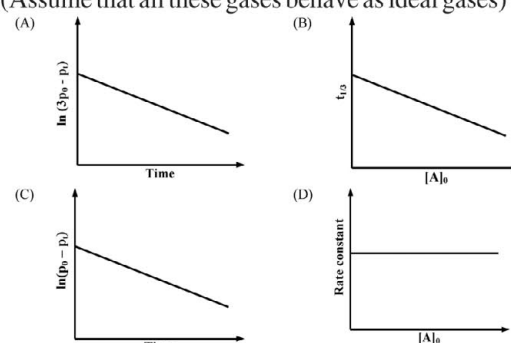 (Assume that all these gases behave as ideal gases)
(A)
ln (3p₀ - pₜ)
Time
(B)
t₁/₃
[A]₀
(C)
ln(p₀ – pₜ)
(D)
Rate constant
[A]₀